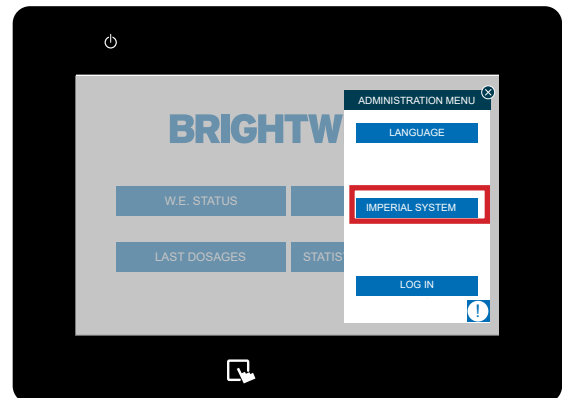 ADMINISTRATION MENU
BRIGHTW
LANGUAGE
W.E. STATUS
IMPERIAL SYSTEM
LAST DOSAGES
STATIS
LOG IN
!